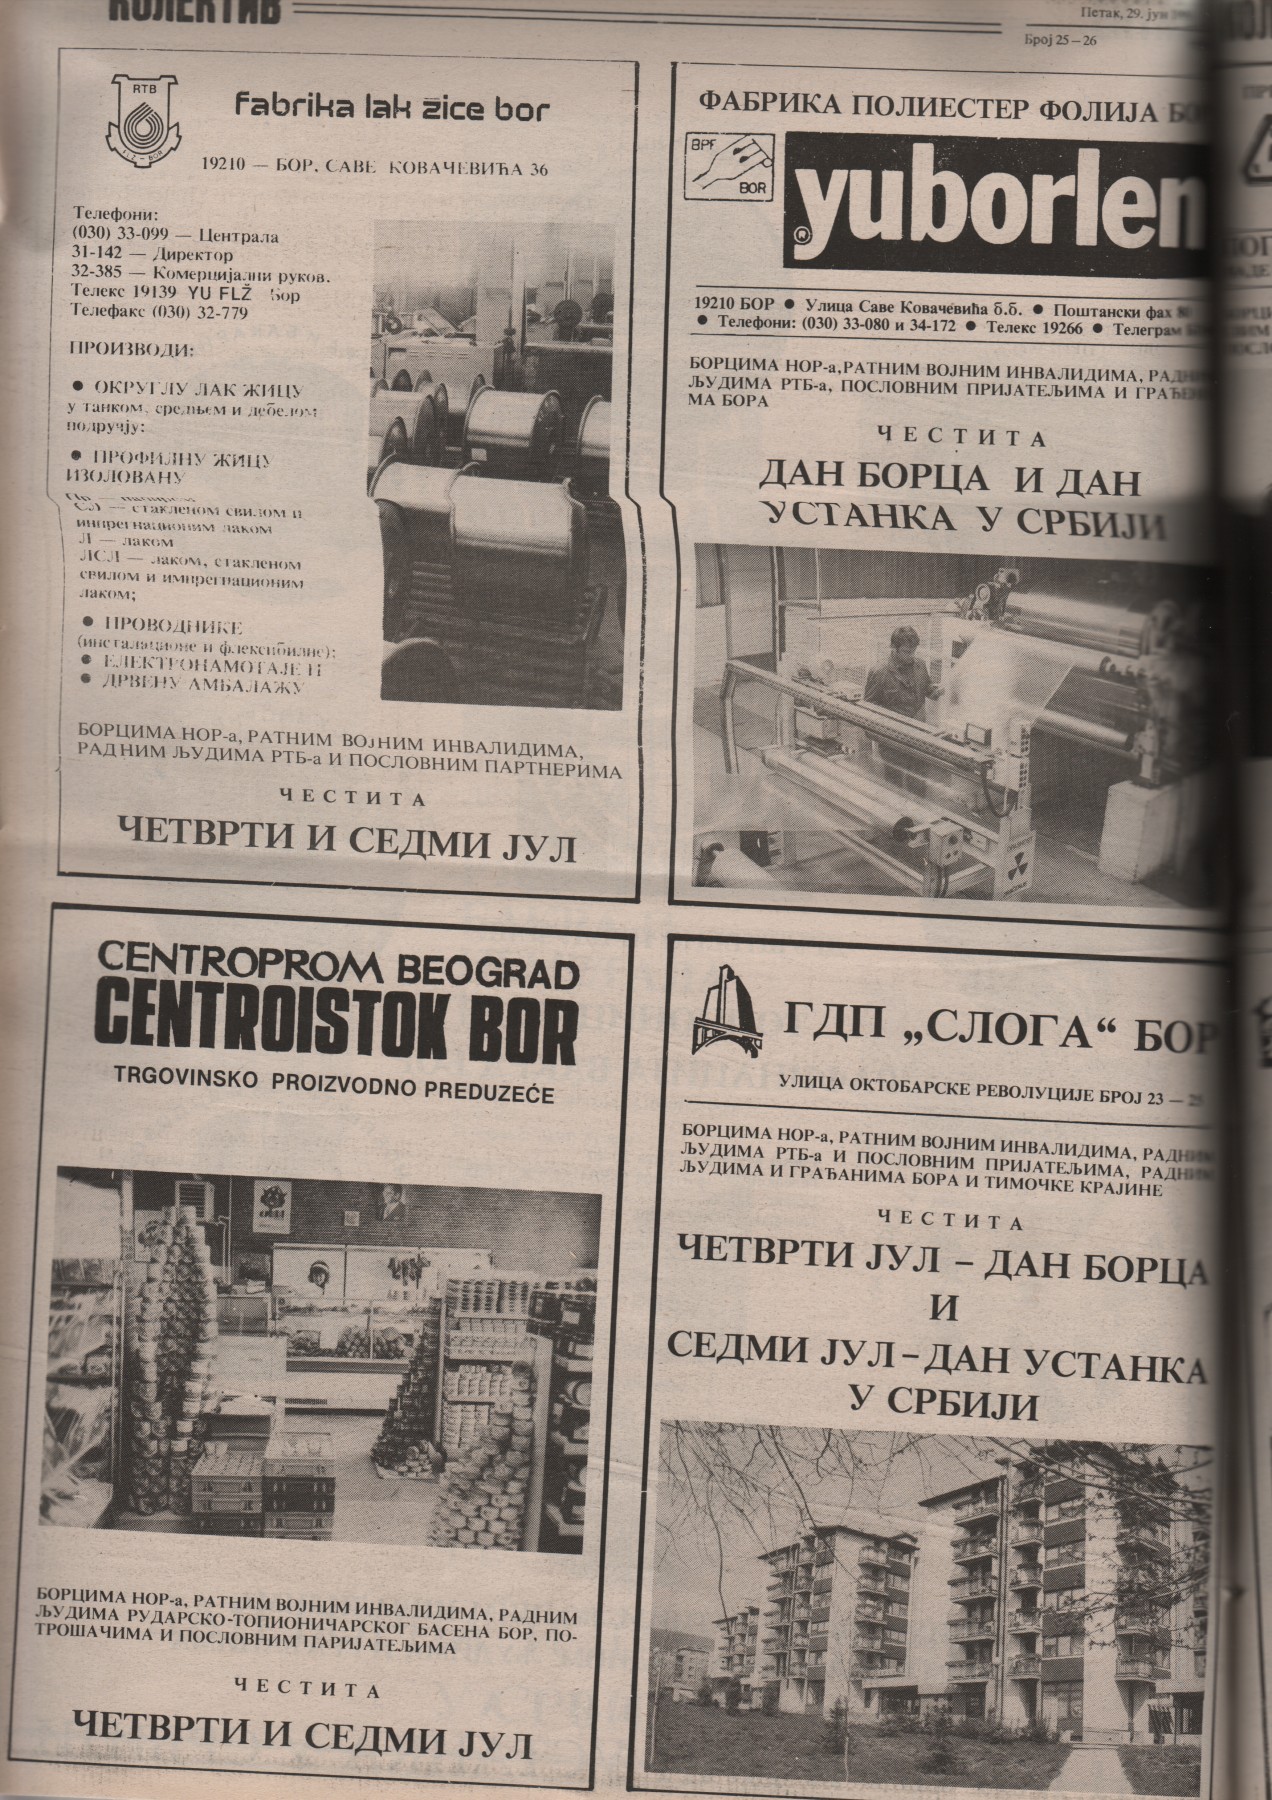 КОЛЕКТИВ
Петак, 29. јун
Број 25 – 26
RTB
FLŽ - BOR
fabrika lak žice bor
19210 — БОР, САВЕ КОВАЧЕВИЋА 36
Телефони:
(030) 33-099 — Централа
31-142 — Директор
32-385 — Комерцијални руков.
Телекс 19139 YU FLŽ Бор
Телефакс (030) 32-779
ПРОИЗВОДИ:
● ОКРУГЛУ ЛАК ЖИЦУ
у танком, средњем и дебелом
подручју:
● ПРОФИЛНУ ЖИЦУ
ИЗОЛОВАНУ
СЛ — стакленом свилом и
импрегнационим лаком
Л — лаком
ЛСЛ — лаком, стакленом
свилом и импрегнационим
лаком;
● ПРОВОДНИКЕ
(инсталационе и флексибилне);
● ЕЛЕКТРОНАМОТАЈЕ И
● ДРВЕНУ АМБАЛАЖУ
БОРЦИМА НОР-а, РАТНИМ ВОЈНИМ ИНВАЛИДИМА,
РАДНИМ ЉУДИМА РТБ-а И ПОСЛОВНИМ ПАРТНЕРИМА
ЧЕСТИТА
ЧЕТВРТИ И СЕДМИ ЈУЛ
ФАБРИКА ПОЛИЕСТЕР ФОЛИЈА БОР
BPF
BOR
yuborlen
®
19210 БОР ● Улица Саве Ковачевића б.б. ● Поштански фах
● Телефони: (030) 33-080 и 34-172 ● Телекс 19266 ● Телеграм
БОРЦИМА НОР-а, РАТНИМ ВОЈНИМ ИНВАЛИДИМА, РАДНИМ
ЉУДИМА РТБ-а, ПОСЛОВНИМ ПРИЈАТЕЉИМА И ГРАЂЕНИ
МА БОРА
ЧЕСТИТА
ДАН БОРЦА И ДАН
УСТАНКА У СРБИЈИ
CENTROPROM BEOGRAD
CENTROISTOK BOR
TRGOVINSKO PROIZVODNO PREDUZEĆE
БОРЦИМА НОР-а, РАТНИМ ВОЈНИМ ИНВАЛИДИМА, РАДНИМ
ЉУДИМА РУДАРСКО-ТОПИОНИЧАРСКОГ БАСЕНА БОР, ПО-
ТРОШАЧИМА И ПОСЛОВНИМ ПАРИЈАТЕЉИМА
ЧЕСТИТА
ЧЕТВРТИ И СЕДМИ ЈУЛ
ГДП „СЛОГА“ БОР
УЛИЦА ОКТОБАРСКЕ РЕВОЛУЦИЈЕ БРОЈ 23 —
БОРЦИМА НОР-а, РАТНИМ ВОЈНИМ ИНВАЛИДИМА, РАДНИМ
ЉУДИМА РТБ-а И ПОСЛОВНИМ ПРИЈАТЕЉИМА, РАДНИМ
ЉУДИМА И ГРАЂАНИМА БОРА И ТИМОЧКЕ КРАЈИНЕ
ЧЕСТИТА
ЧЕТВРТИ ЈУЛ – ДАН БОРЦА
И
СЕДМИ ЈУЛ – ДАН УСТАНКА
У СРБИЈИ